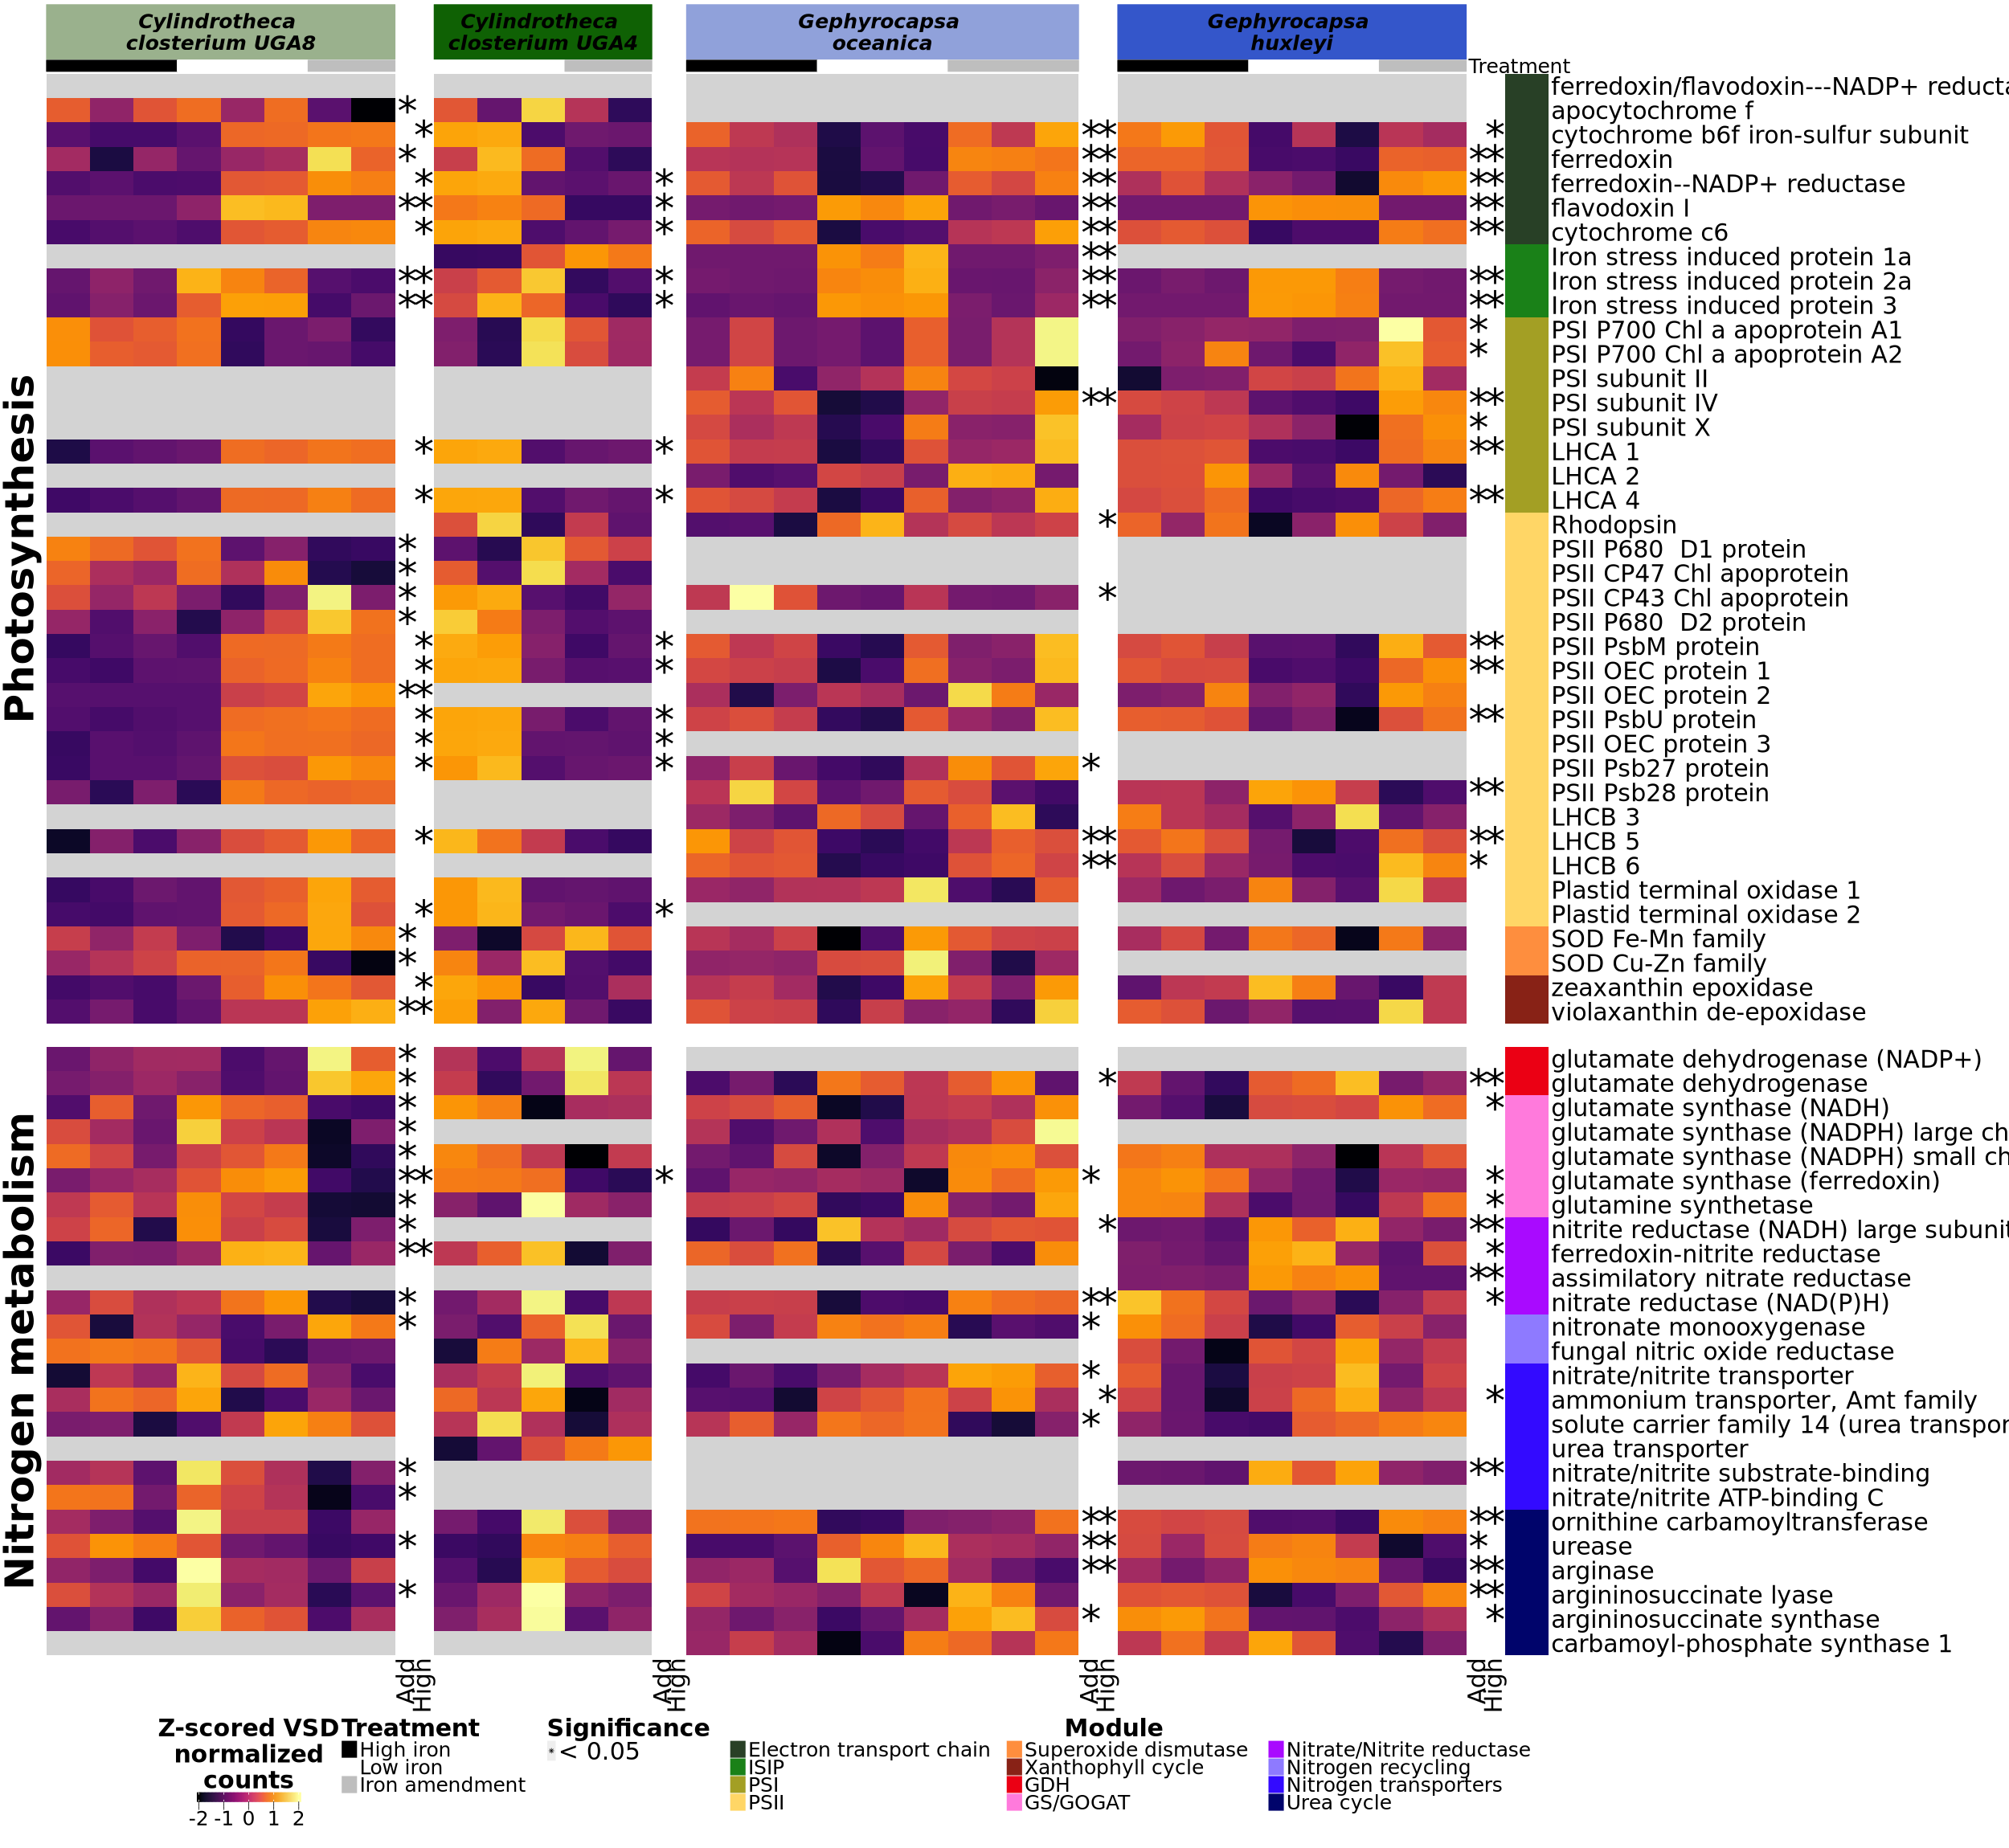 Cylindrotheca
closterium UGA8
Cylindrotheca
closterium UGA4
Gephyrocapsa
oceanica
Gephyrocapsa
huxleyi
Treatment
Photosynthesis
ferredoxin/flavodoxin---NADP+ reducta
apocytochrome f
cytochrome b6f iron-sulfur subunit
ferredoxin
ferredoxin--NADP+ reductase
flavodoxin I
cytochrome c6
Iron stress induced protein 1a
Iron stress induced protein 2a
Iron stress induced protein 3
PSI P700 Chl a apoprotein A1
PSI P700 Chl a apoprotein A2
PSI subunit II
PSI subunit IV
PSI subunit X
LHCA 1
LHCA 2
LHCA 4
Rhodopsin
PSII P680 D1 protein
PSII CP47 Chl apoprotein
PSII CP43 Chl apoprotein
PSII P680 D2 protein
PSII PsbM protein
PSII OEC protein 1
PSII OEC protein 2
PSII PsbU protein
PSII OEC protein 3
PSII Psb27 protein
PSII Psb28 protein
LHCB 3
LHCB 5
LHCB 6
Plastid terminal oxidase 1
Plastid terminal oxidase 2
SOD Fe-Mn family
SOD Cu-Zn family
zeaxanthin epoxidase
violaxanthin de-epoxidase
Nitrogen metabolism
glutamate dehydrogenase (NADP+)
glutamate dehydrogenase
glutamate synthase (NADH)
glutamate synthase (NADPH) large ch
glutamate synthase (NADPH) small ch
glutamate synthase (ferredoxin)
glutamine synthetase
nitrite reductase (NADH) large subunit
ferredoxin-nitrite reductase
assimilatory nitrate reductase
nitrate reductase (NAD(P)H)
nitronate monooxygenase
fungal nitric oxide reductase
nitrate/nitrite transporter
ammonium transporter, Amt family
solute carrier family 14 (urea transpor
urea transporter
nitrate/nitrite substrate-binding
nitrate/nitrite ATP-binding C
ornithine carbamoyltransferase
urease
arginase
argininosuccinate lyase
argininosuccinate synthase
carbamoyl-phosphate synthase 1
Add High
Add High
Add High
Add High
Z-scored VSD
normalized
counts
-2 -1 0 1 2
Treatment
High iron
Low iron
Iron amendment
Significance
* < 0.05
Module
Electron transport chain
ISIP
PSI
PSII
Superoxide dismutase
Xanthophyll cycle
GDH
GS/GOGAT
Nitrate/Nitrite reductase
Nitrogen recycling
Nitrogen transporters
Urea cycle